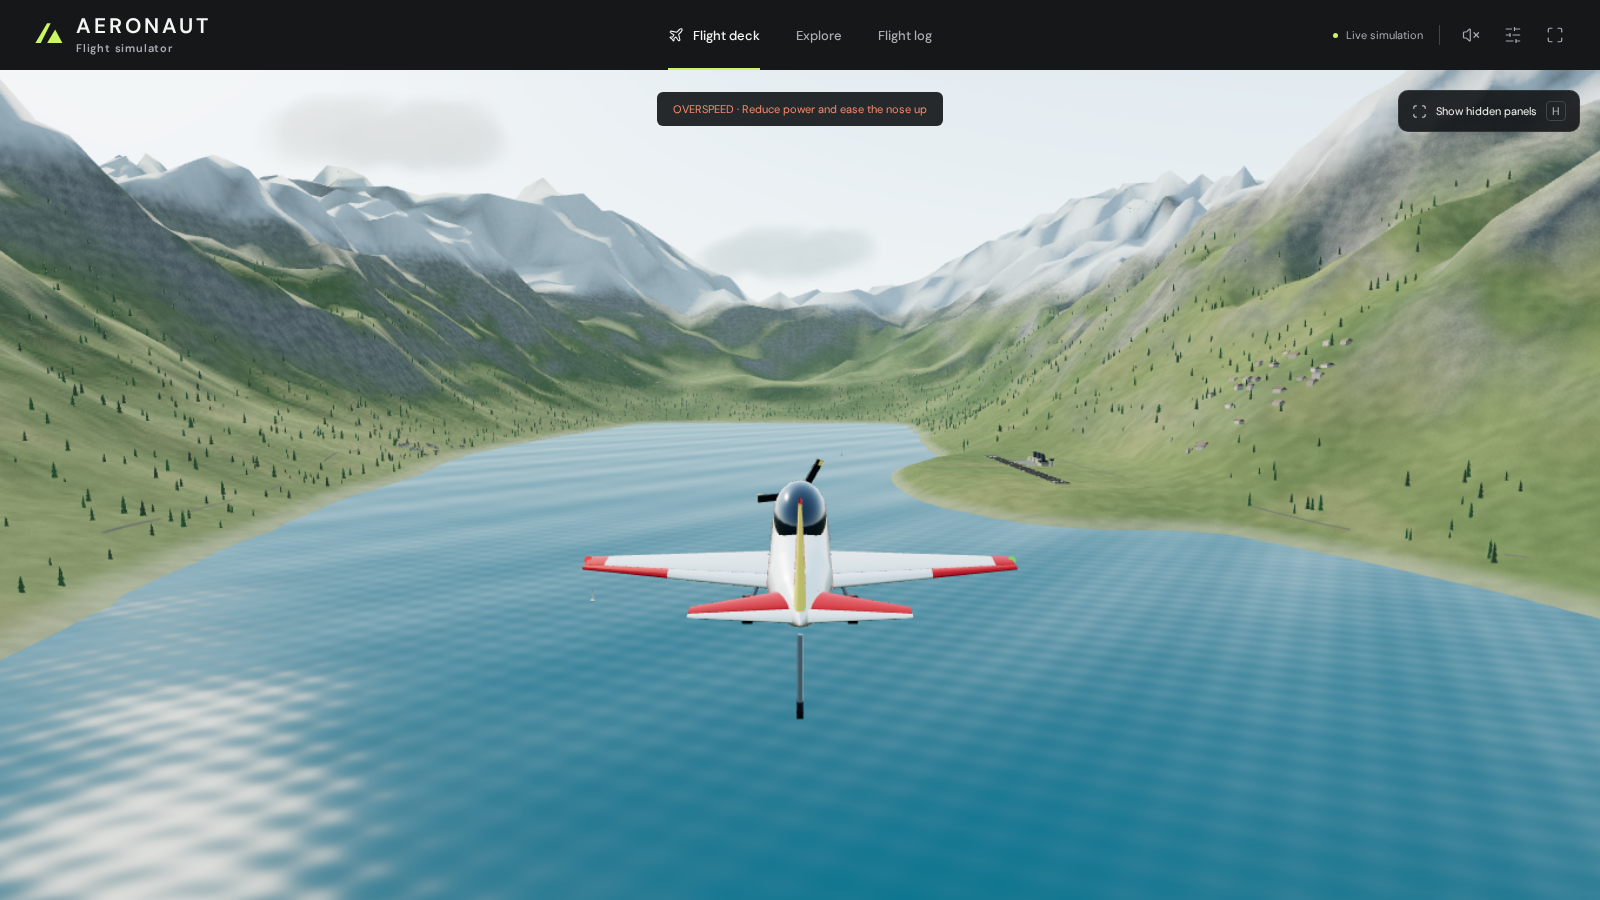 AERONAUT
Flight simulator
Flight deck
Explore
Flight log
Live simulation
OVERSPEED · Reduce power and ease the nose up
Show hidden panels H